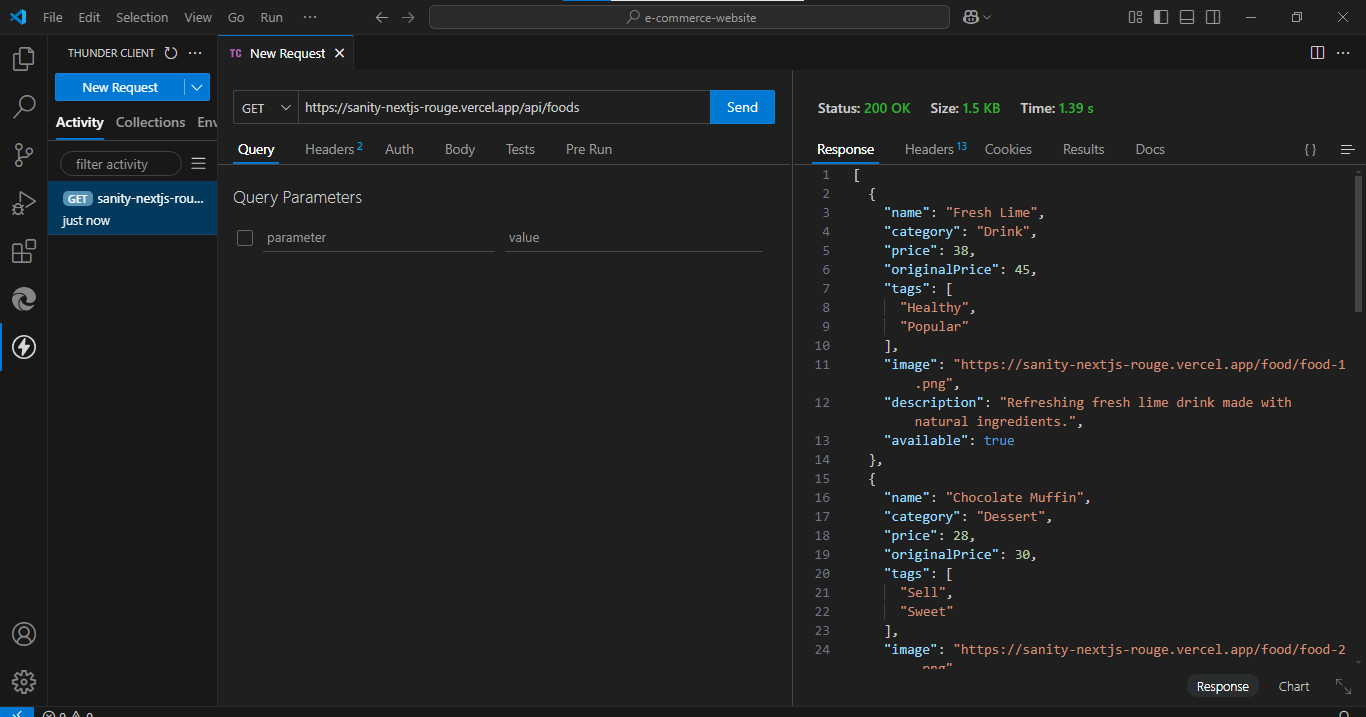 File Edit Selection View Go Run ···
e-commerce-website
THUNDER CLIENT
New Request
Activity Collections Env
filter activity
GET sanity-nextjs-rou...
just now
TC New Request
GET https://sanity-nextjs-rouge.vercel.app/api/foods Send
Query Headers 2 Auth Body Tests Pre Run
Query Parameters
parameter value
Status: 200 OK Size: 1.5 KB Time: 1.39 s
Response Headers 13 Cookies Results Docs { }
1 [
2 {
3 "name": "Fresh Lime",
4 "category": "Drink",
5 "price": 38,
6 "originalPrice": 45,
7 "tags": [
8 "Healthy",
9 "Popular"
10 ],
11 "image": "https://sanity-nextjs-rouge.vercel.app/food/food-1
.png",
12 "description": "Refreshing fresh lime drink made with
natural ingredients.",
13 "available": true
14 },
15 {
16 "name": "Chocolate Muffin",
17 "category": "Dessert",
18 "price": 28,
19 "originalPrice": 30,
20 "tags": [
21 "Sell",
22 "Sweet"
23 ],
24 "image": "https://sanity-nextjs-rouge.vercel.app/food/food-2
.png"
Response Chart
0 0